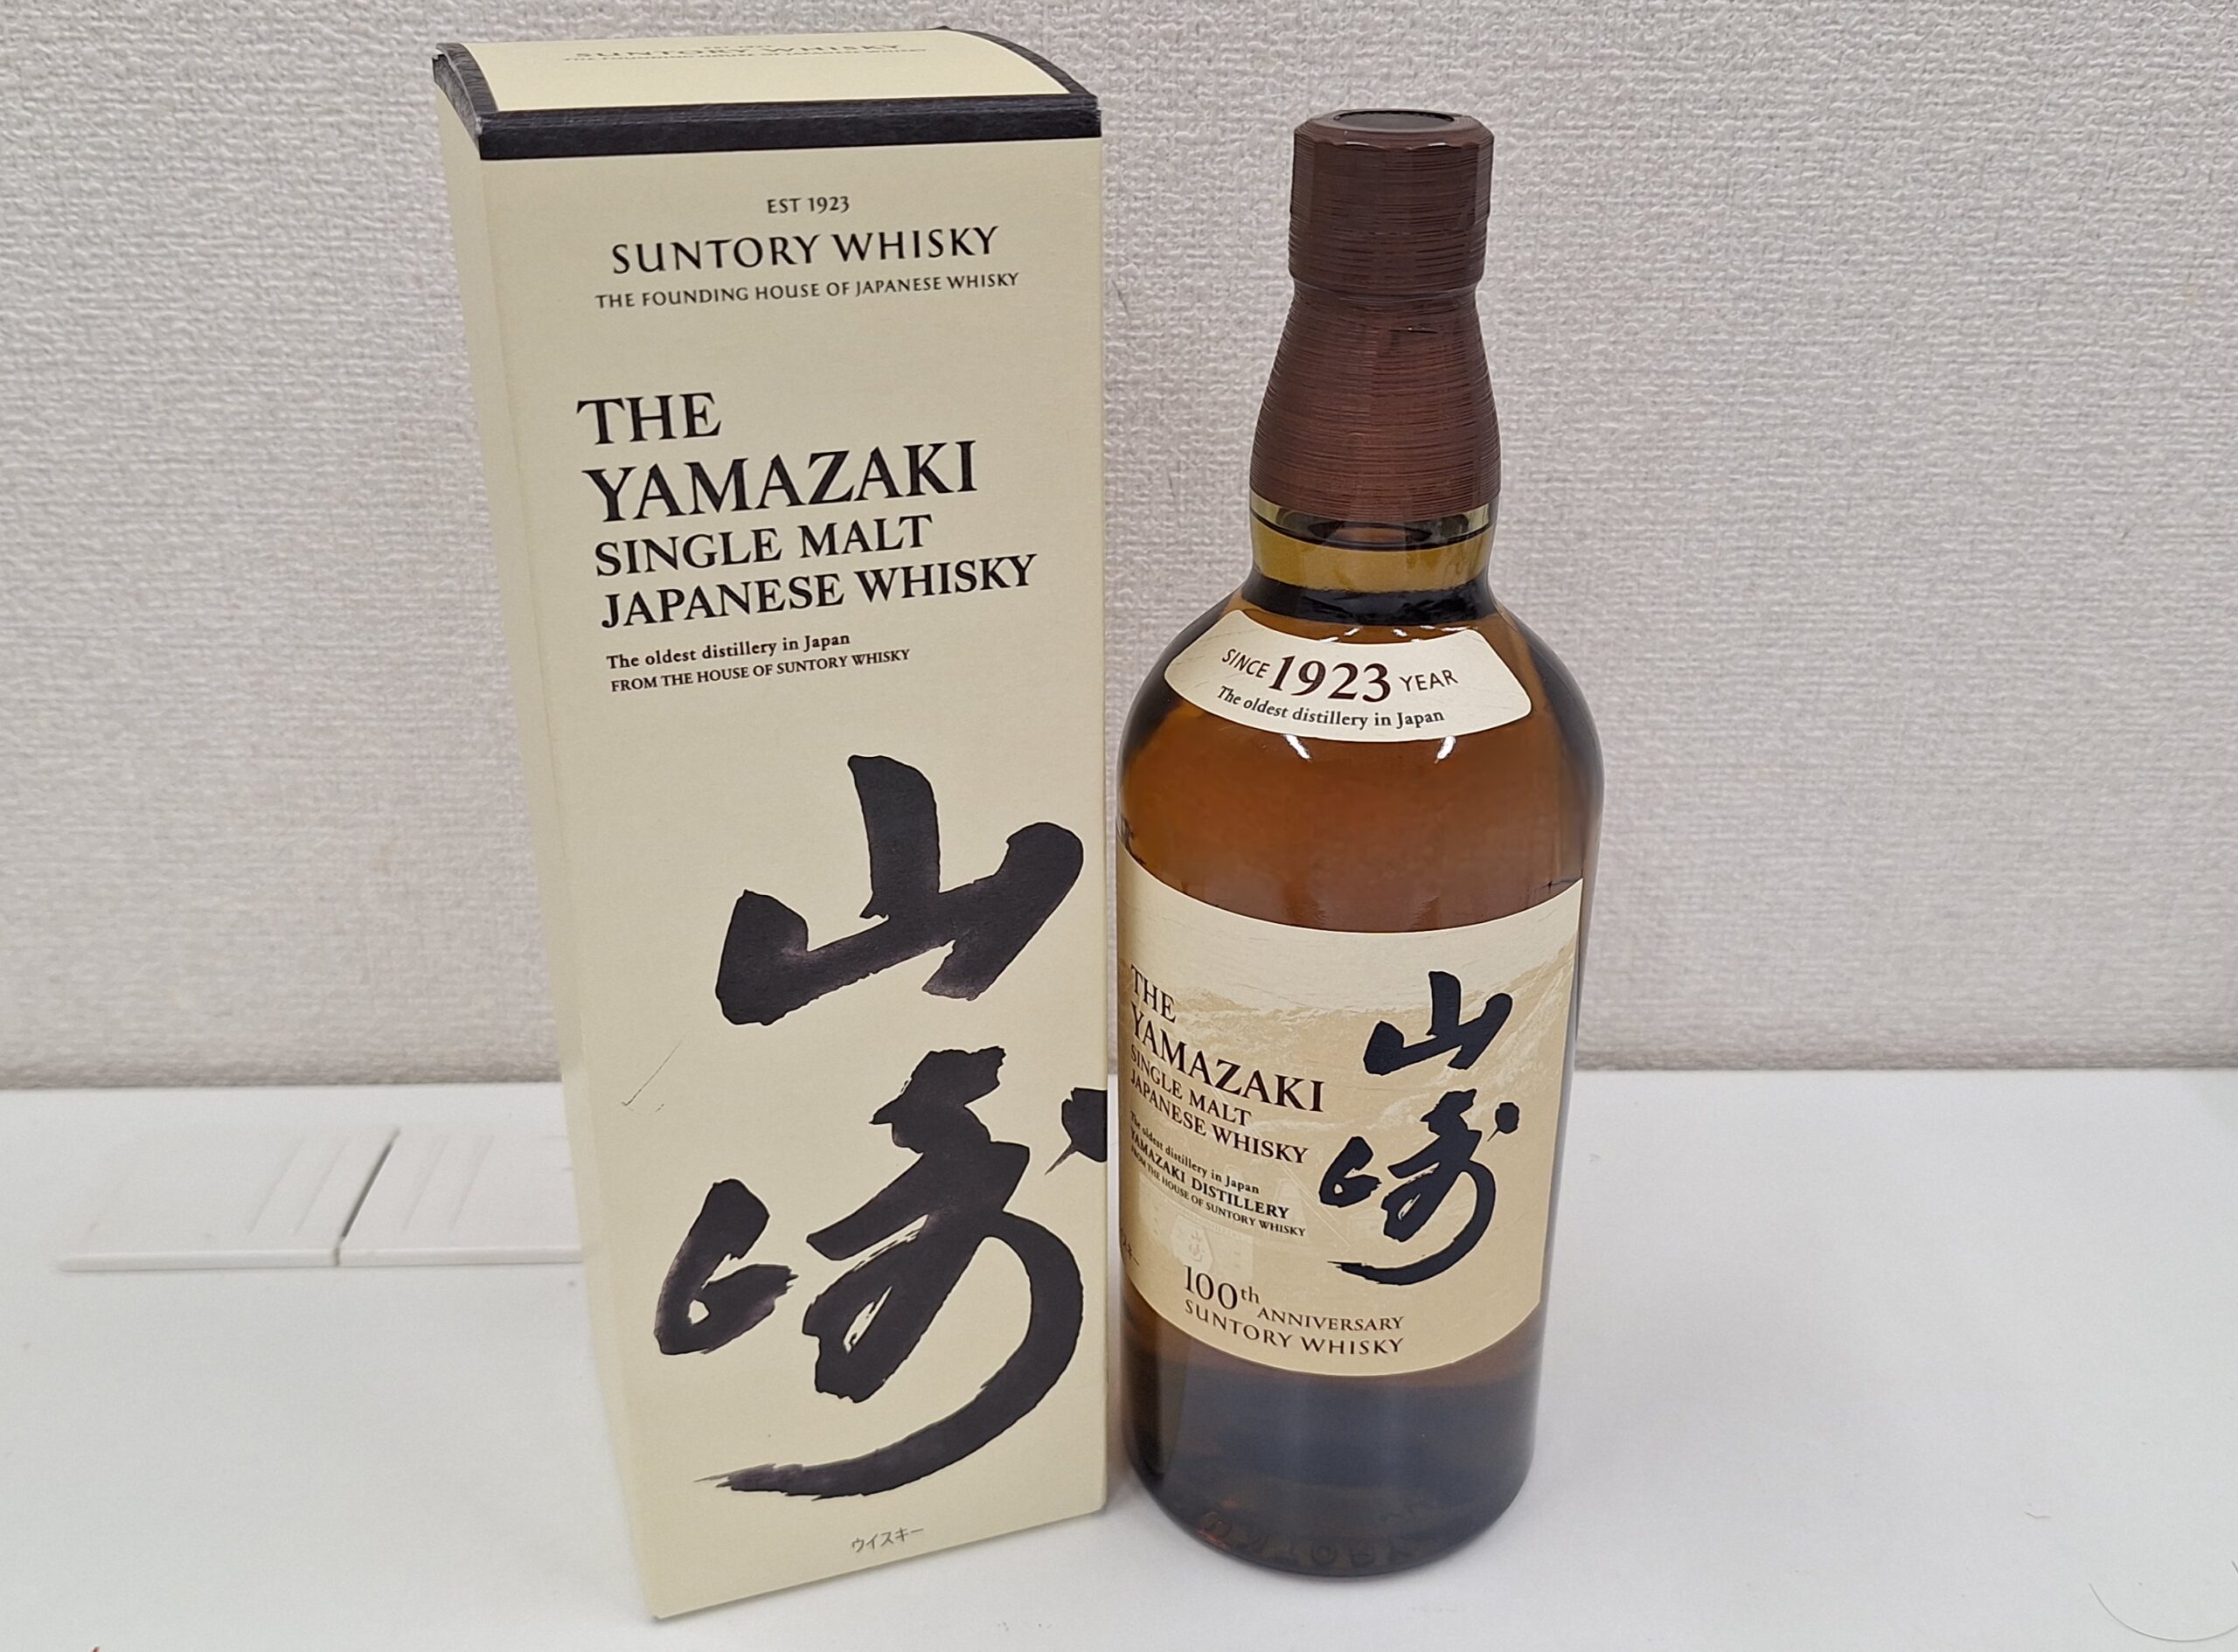 SUNTORY WHISKY
EST 1923
SUNTORY WHISKY
THE FOUNDING HOUSE OF JAPANESE WHISKY
THE
YAMAZAKI
SINGLE MALT
JAPANESE WHISKY
The oldest distillery in Japan
FROM THE HOUSE OF SUNTORY WHISKY
山崎
ウイスキー
SINCE 1923 YEAR
The oldest distillery in Japan
THE
YAMAZAKI
SINGLE MALT
JAPANESE WHISKY
The oldest distillery in Japan
YAMAZAKI DISTILLERY
FROM THE HOUSE OF SUNTORY WHISKY
山崎
100th ANNIVERSARY
SUNTORY WHISKY